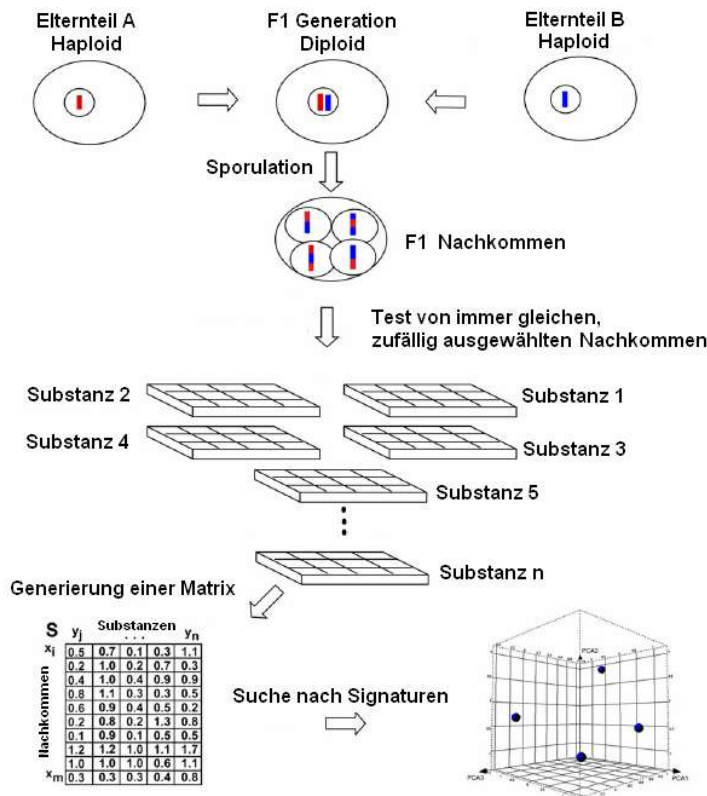 Elternteil A
Haploid
F1 Generation
Diploid
Elternteil B
Haploid
Sporulation
F1 Nachkommen
Test von immer gleichen,
zufällig ausgewählten Nachkommen
Substanz 2
Substanz 1
Substanz 4
Substanz 3
Substanz 5
Substanz n
Generierung einer Matrix
S yj Substanzen yn
. . .
xi 0.5 0.7 0.1 0.3 1.1
0.2 1.0 0.2 0.7 0.3
0.4 1.0 0.4 0.9 0.9
0.8 1.1 0.3 0.3 0.5
0.6 0.9 0.4 0.5 0.2
0.2 0.8 0.2 1.3 0.8
0.1 0.9 0.1 0.5 0.5
1.2 1.2 1.0 1.1 1.7
1.0 1.0 1.0 0.6 1.1
xm 0.3 0.3 0.3 0.4 0.8
Nachkommen
Suche nach Signaturen
PCA2
PCA3
PCA1